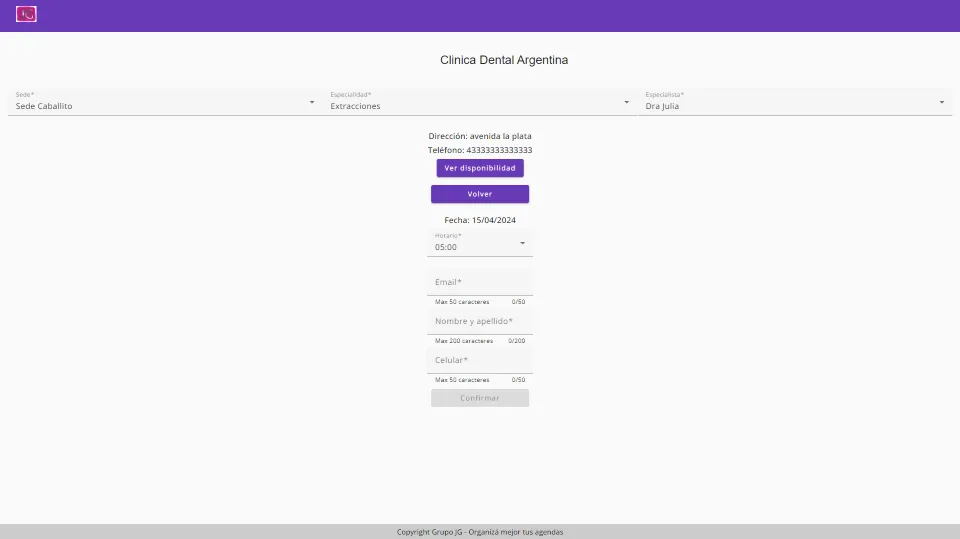 Clinica Dental Argentina
Sede*
Sede Caballito
Especialidad*
Extracciones
Especialista*
Dra Julia
Dirección: avenida la plata
Teléfono: 43333333333333
Ver disponibilidad
Volver
Fecha: 15/04/2024
Horario*
05:00
Email*
Max 50 caracteres 0/50
Nombre y apellido*
Max 200 caracteres 0/200
Celular*
Max 50 caracteres 0/50
Confirmar
Copyright Grupo JG - Organizá mejor tus agendas